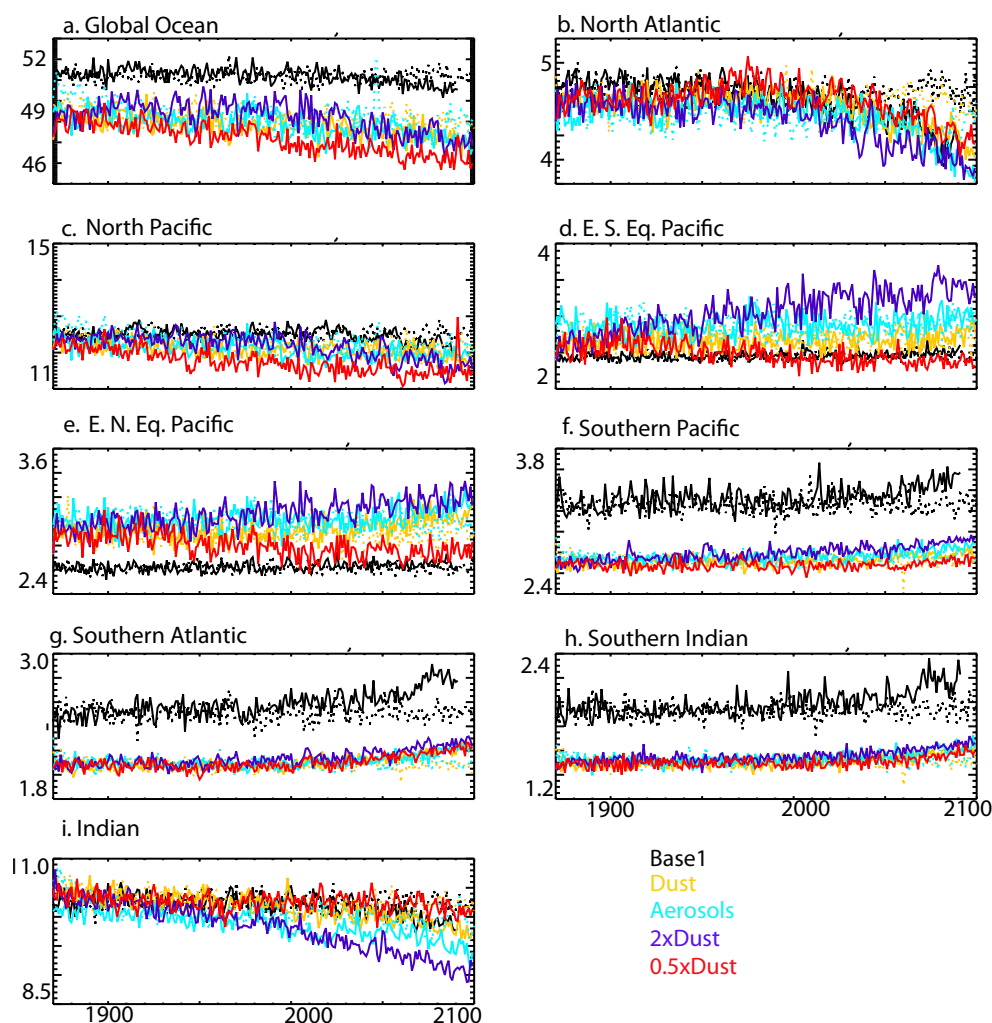 a. Global Ocean
52
49
46
b. North Atlantic
5
4
c. North Pacific
15
11
d. E. S. Eq. Pacific
4
2
e. E. N. Eq. Pacific
3.6
2.4
f. Southern Pacific
3.8
2.4
g. Southern Atlantic
3.0
1.8
h. Southern Indian
2.4
1.2
1900 2000 2100
i. Indian
11.0
8.5
1900 2000 2100
Base1
Dust
Aerosols
2xDust
0.5xDust